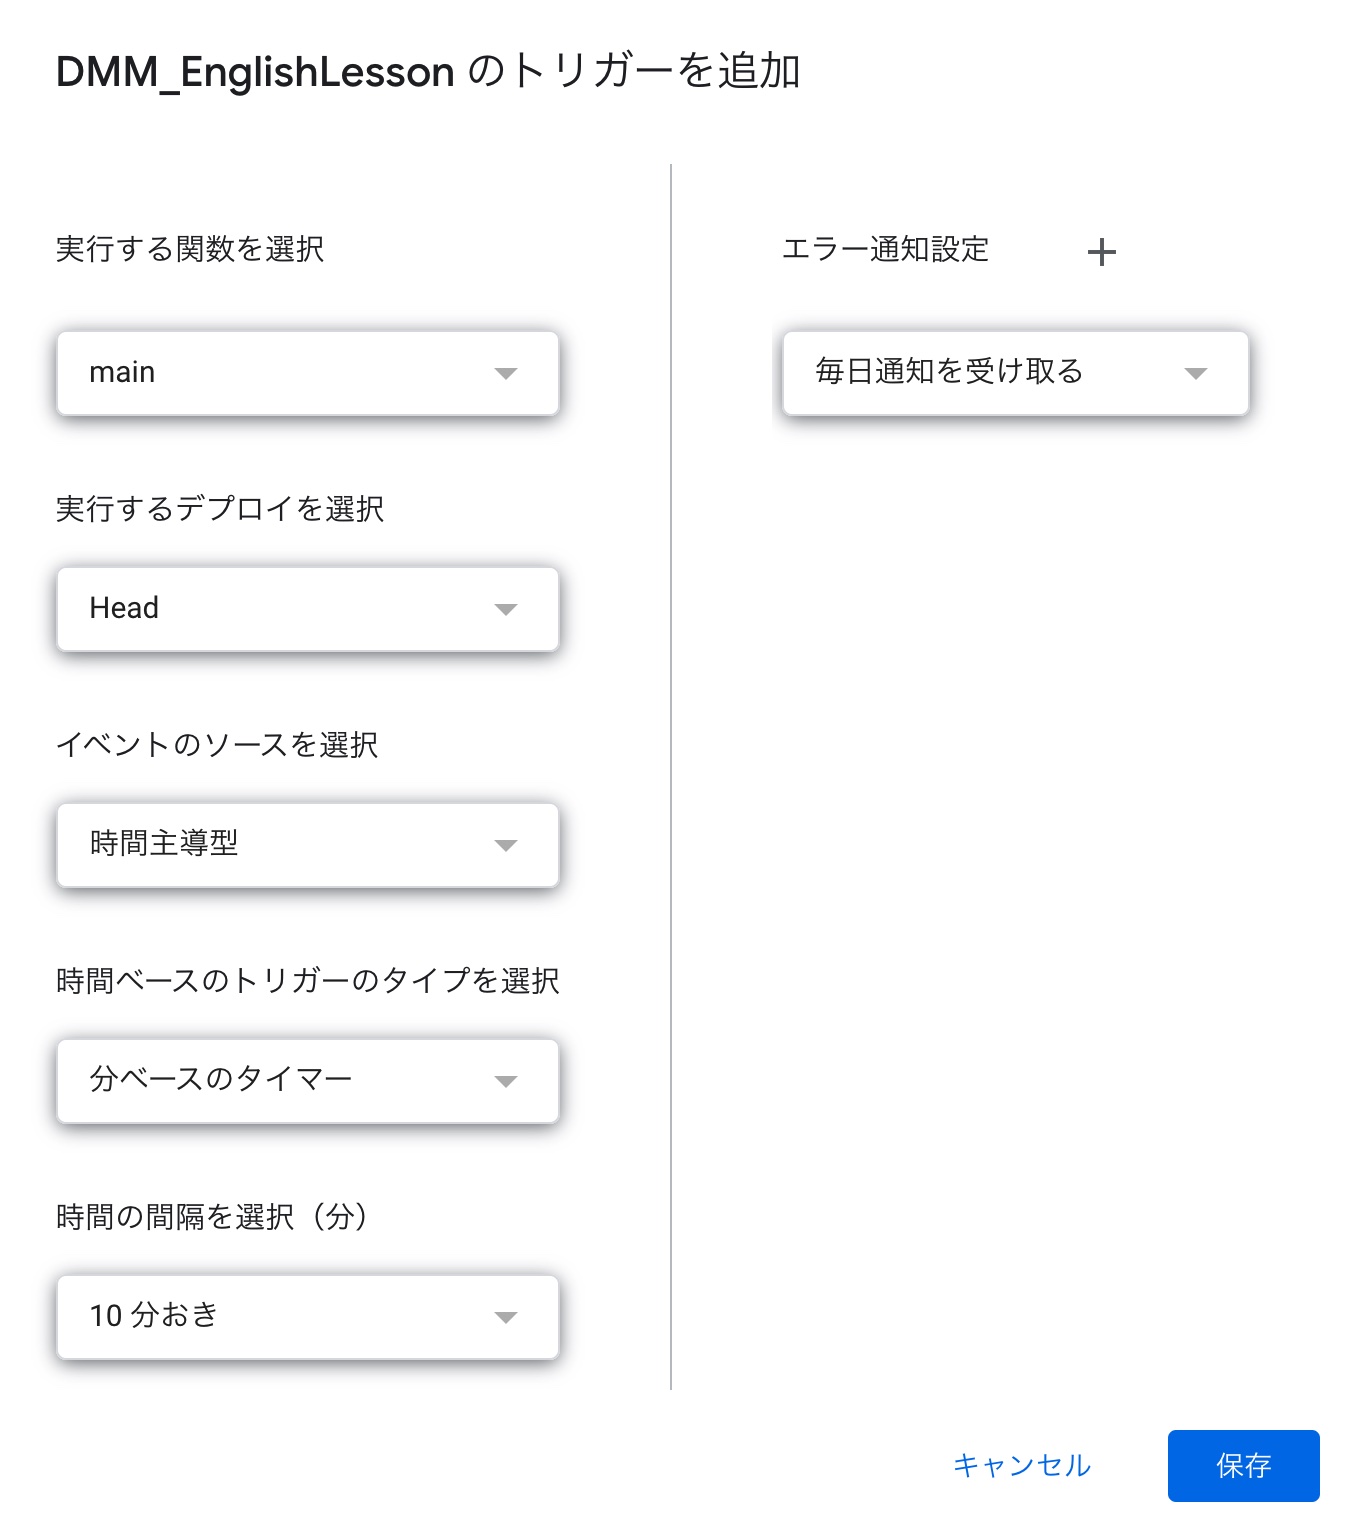 DMM_EnglishLesson のトリガーを追加
実行する関数を選択
main
実行するデプロイを選択
Head
イベントのソースを選択
時間主導型
時間ベースのトリガーのタイプを選択
分ベースのタイマー
時間の間隔を選択（分）
10 分おき
エラー通知設定
毎日通知を受け取る
キャンセル
保存